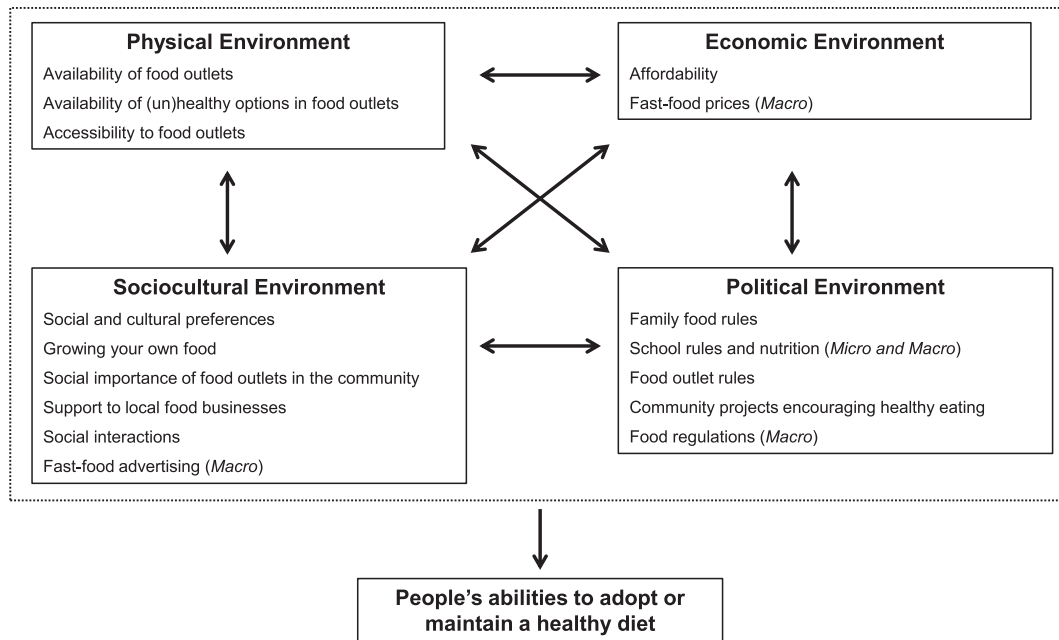 Physical Environment
Availability of food outlets
Availability of (un)healthy options in food outlets
Accessibility to food outlets
Economic Environment
Affordability
Fast-food prices (Macro)
Sociocultural Environment
Social and cultural preferences
Growing your own food
Social importance of food outlets in the community
Support to local food businesses
Social interactions
Fast-food advertising (Macro)
Political Environment
Family food rules
School rules and nutrition (Micro and Macro)
Food outlet rules
Community projects encouraging healthy eating
Food regulations (Macro)
People’s abilities to adopt or
maintain a healthy diet